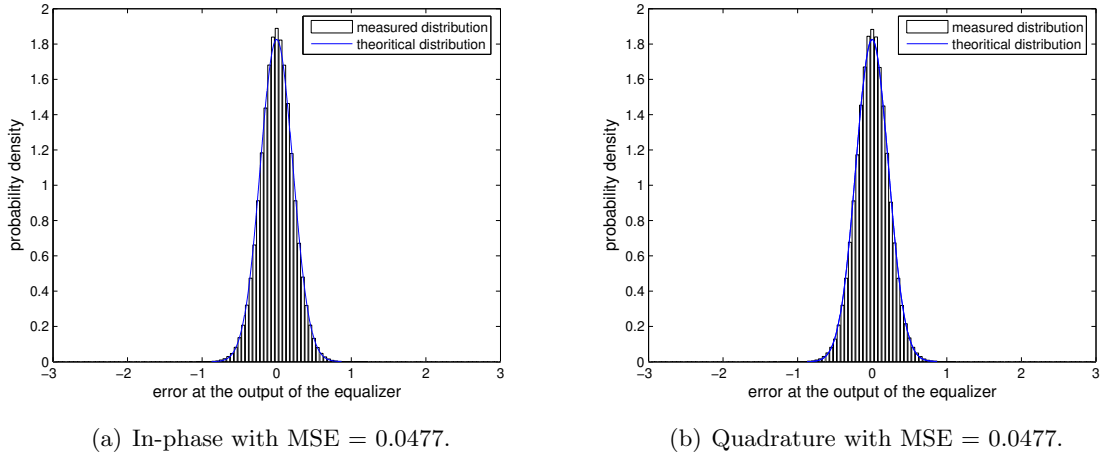 2
1.8
1.6
1.4
1.2
1
0.8
0.6
0.4
0.2
0
probability density
measured distribution
theoritical distribution
−3 −2 −1 0 1 2 3
error at the output of the equalizer
(a) In-phase with MSE = 0.0477.
2
1.8
1.6
1.4
1.2
1
0.8
0.6
0.4
0.2
0
probability density
measured distribution
theoritical distribution
−3 −2 −1 0 1 2 3
error at the output of the equalizer
(b) Quadrature with MSE = 0.0477.